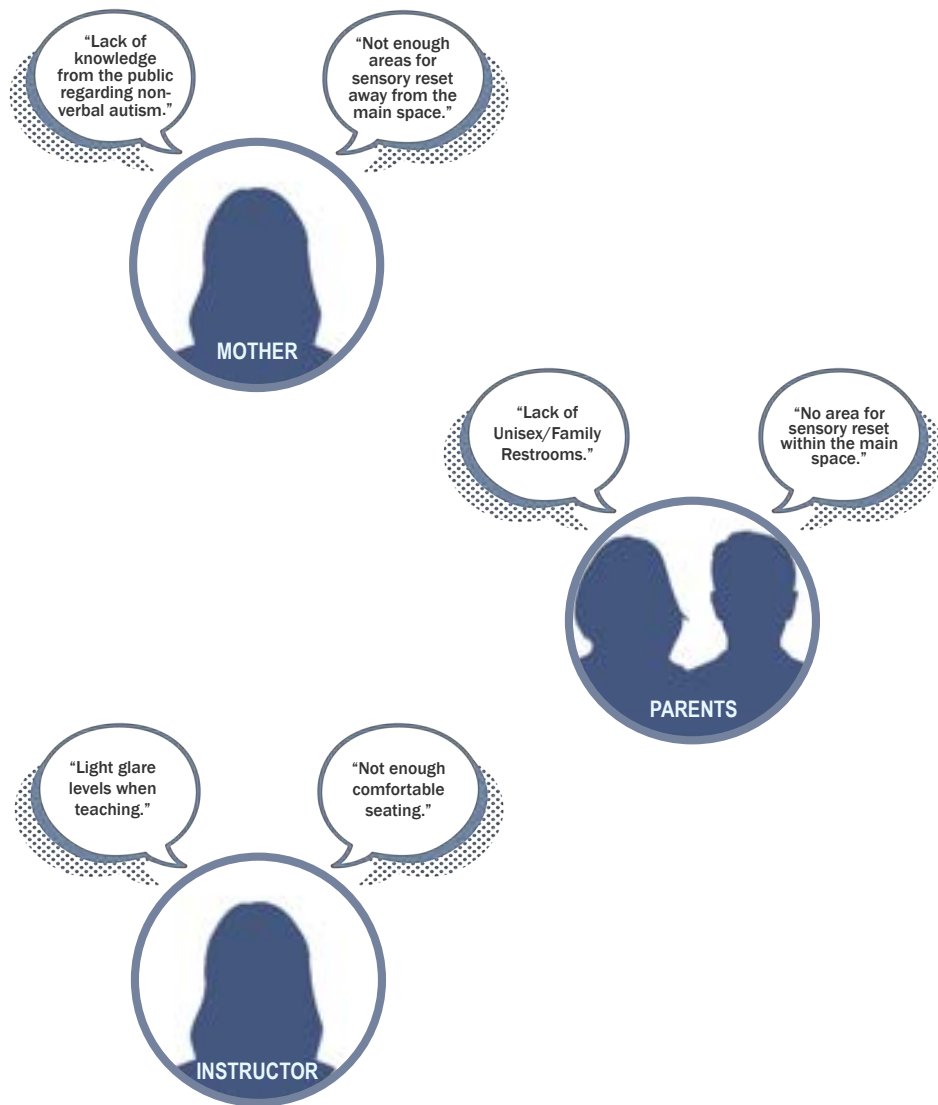 “Lack of
knowledge
from the public
regarding non-
verbal autism.”
“Not enough
areas for
sensory reset
away from the
main space.”
MOTHER
“Lack of
Unisex/Family
Restrooms.”
“No area for
sensory reset
within the main
space.”
PARENTS
“Light glare
levels when
teaching.”
“Not enough
comfortable
seating.”
INSTRUCTOR